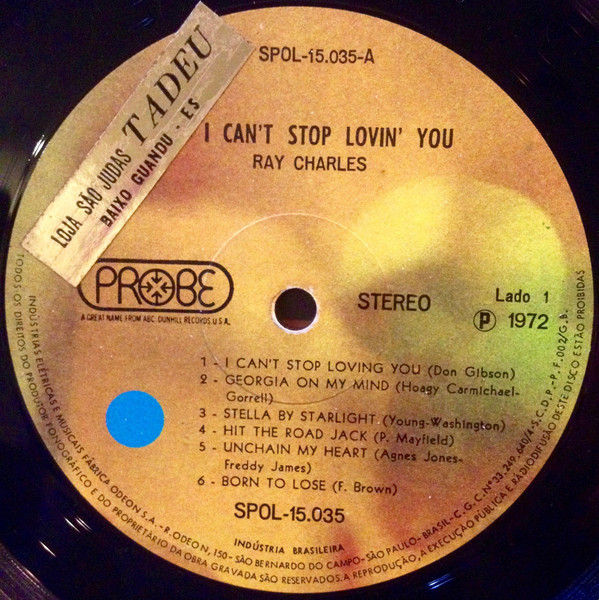 SPOL-15.035-A
LOJA SÃO JUDAS TADEU
BAIXO GUANDU - ES
I CAN'T STOP LOVIN' YOU
RAY CHARLES
PROBE
A GREAT NAME FROM ABC DUNHILL RECORDS, U.S.A.
STEREO
Lado 1
℗ 1972
1 - I CAN'T STOP LOVING YOU (Don Gibson)
2 - GEORGIA ON MY MIND (Hoagy Carmichael-
Gorrell)
3 - STELLA BY STARLIGHT (Young-Washington)
4 - HIT THE ROAD JACK (P. Mayfield)
5 - UNCHAIN MY HEART (Agnes Jones-
Freddy James)
6 - BORN TO LOSE (F. Brown)
SPOL-15.035
INDÚSTRIA BRASILEIRA
INDÚSTRIAS ELÉTRICAS E MUSICAIS FÁBRICA ODEON S.A. - R. ODEON, 150 - SÃO BERNARDO DO CAMPO - SÃO PAULO - BRASIL - C.G.C. Nº 33.249.640/4 - S.C.D.P. - P.F. 002/G.B.
TODOS OS DIREITOS DO PRODUTOR FONOGRÁFICO E DO PROPRIETÁRIO DA OBRA GRAVADA SÃO RESERVADOS. A REPRODUÇÃO, A EXECUÇÃO PÚBLICA E RADIODIFUSÃO DESTE DISCO ESTÃO PROIBIDAS